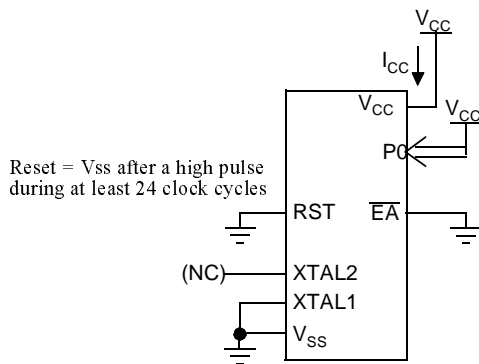 VCC
ICC
VCC
VCC
P0
Reset = Vss after a high pulse
during at least 24 clock cycles
RST
EA
(NC)
XTAL2
XTAL1
VSS